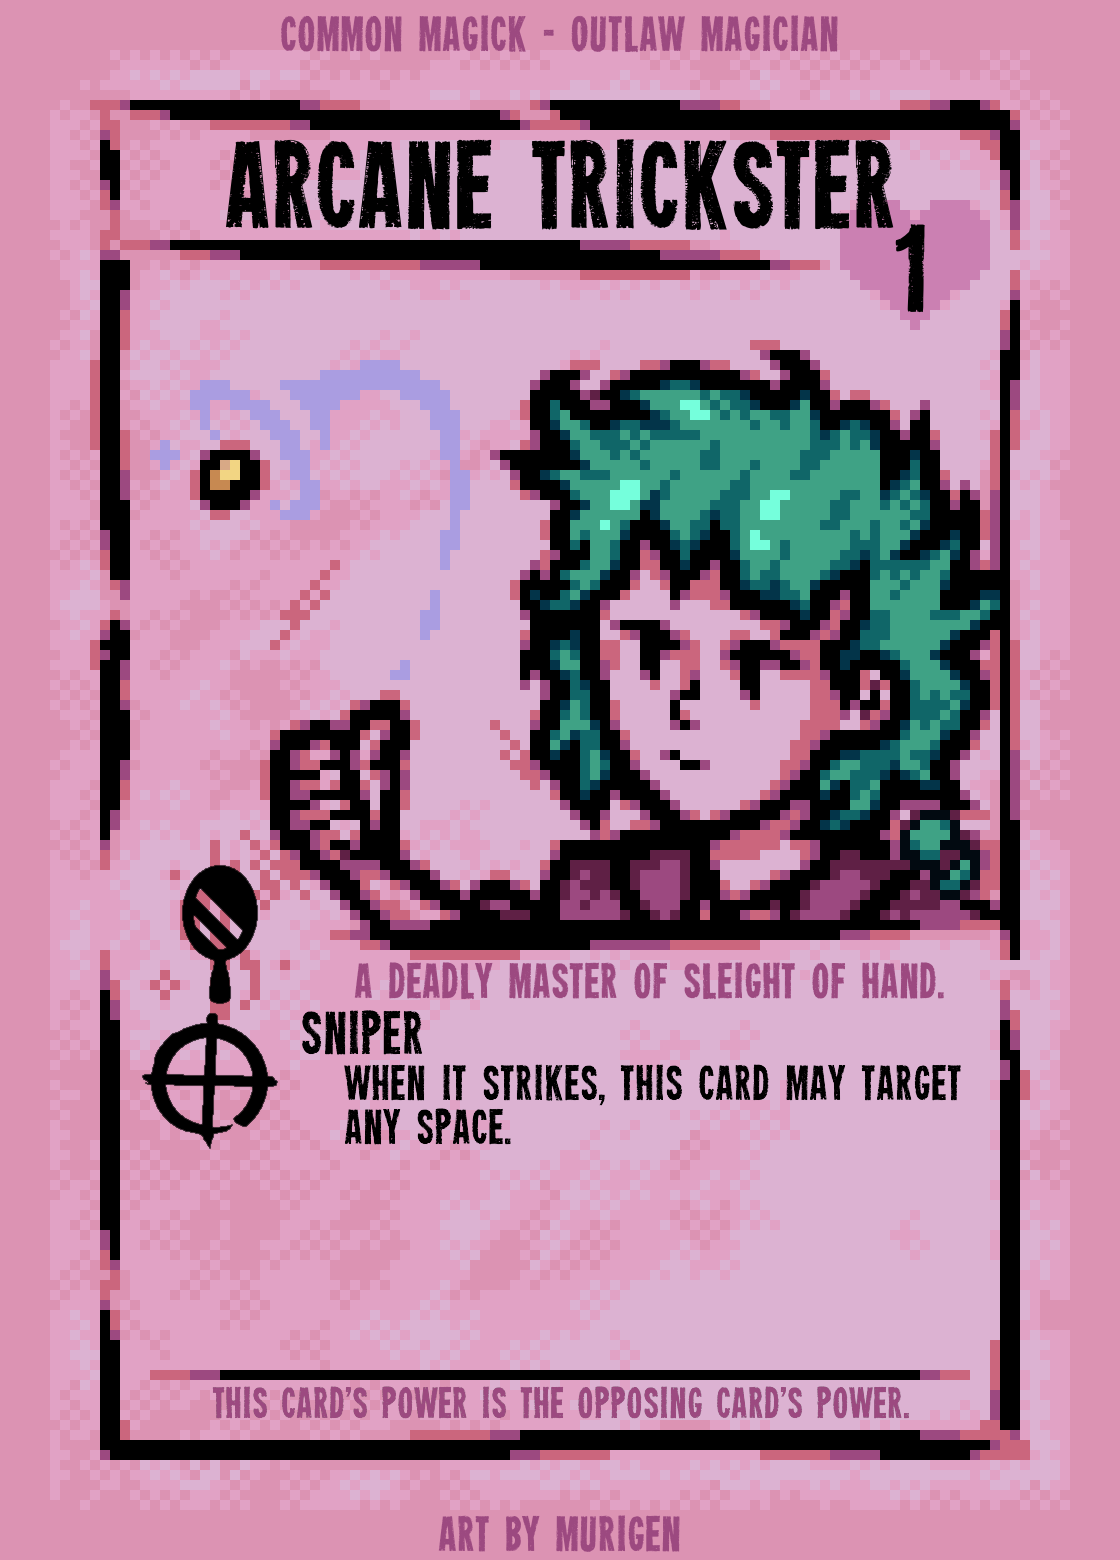 COMMON MAGICK - OUTLAW MAGICIAN
ARCANE TRICKSTER
1
A DEADLY MASTER OF SLEIGHT OF HAND.
SNIPER
WHEN IT STRIKES, THIS CARD MAY TARGET
ANY SPACE.
THIS CARD'S POWER IS THE OPPOSING CARD'S POWER.
ART BY MURIGEN